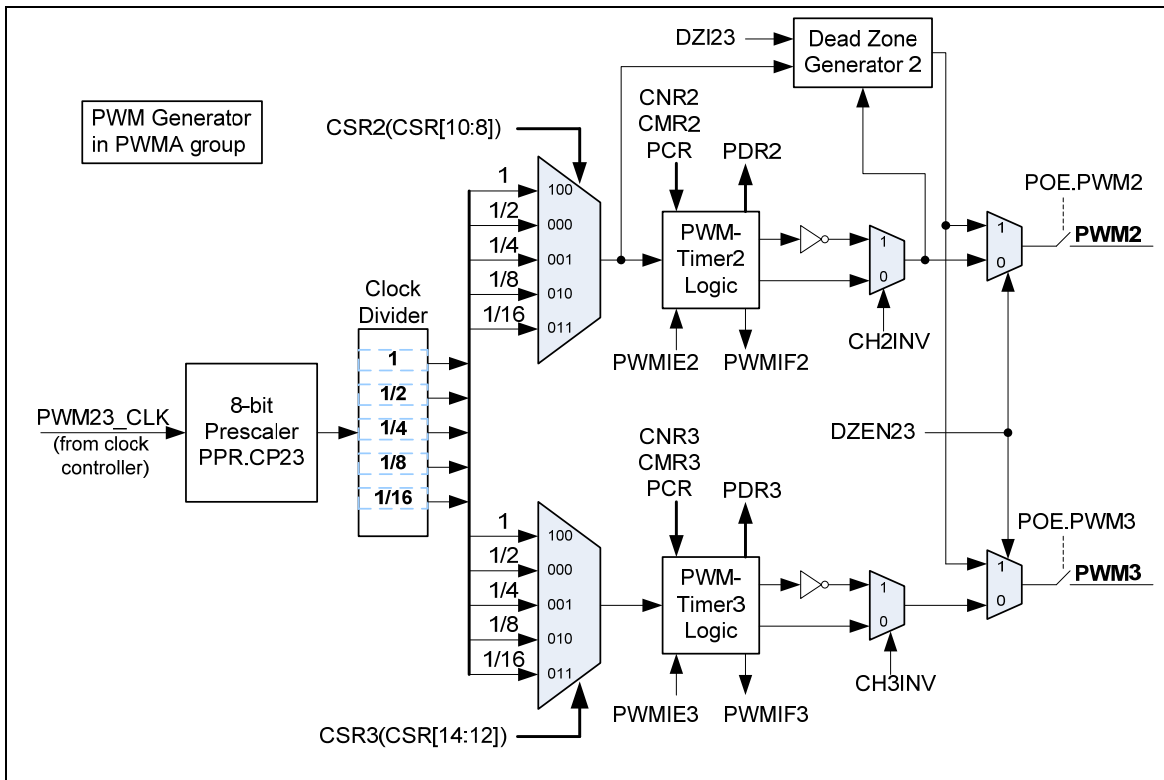 DZI23
Dead Zone
Generator 2
PWM Generator
in PWMA group
CSR2(CSR[10:8])
CNR2
CMR2
PCR
PDR2
1
1/2
1/4
1/8
1/16
100
000
001
010
011
PWM-
Timer2
Logic
1
0
1
0
POE.PWM2
PWM2
PWMIE2
PWMIF2
CH2INV
Clock
Divider
1
1/2
1/4
1/8
1/16
PWM23_CLK
(from clock
controller)
8-bit
Prescaler
PPR.CP23
DZEN23
CNR3
CMR3
PCR
PDR3
1
1/2
1/4
1/8
1/16
100
000
001
010
011
PWM-
Timer3
Logic
1
0
1
0
POE.PWM3
PWM3
PWMIE3
PWMIF3
CH3INV
CSR3(CSR[14:12])